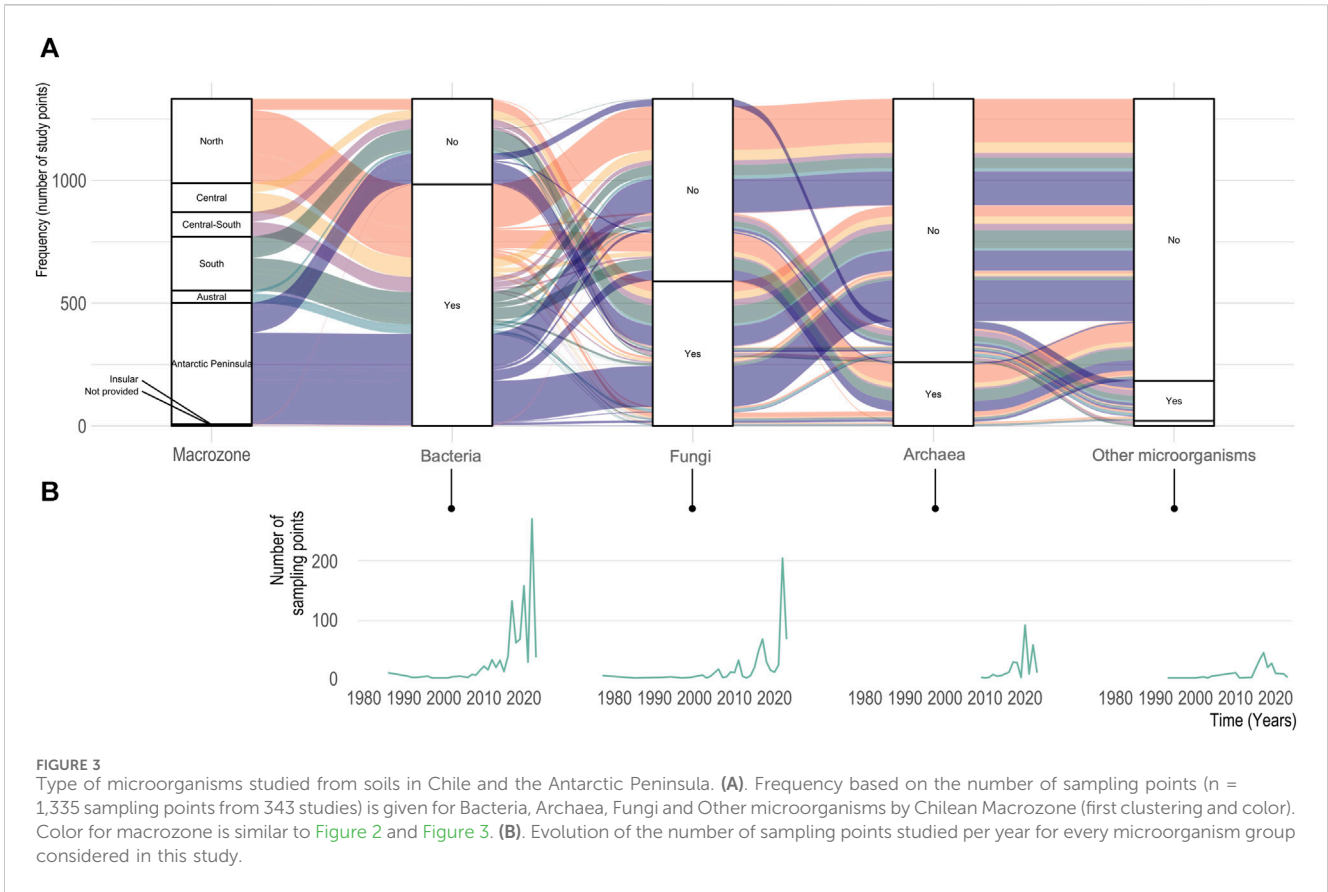 A
Frequency (number of study points)
1000
500
0
North
Central
Central-South
South
Austral
Antarctic Peninsula
Insular
Not provided
No
Yes
No
Yes
No
Yes
No
Yes
Macrozone
Bacteria
Fungi
Archaea
Other microorganisms
B
Number of
sampling points
200
100
0
1980 1990 2000 2010 2020
1980 1990 2000 2010 2020
1980 1990 2000 2010 2020
1980 1990 2000 2010 2020
Time (Years)
FIGURE 3
Type of microorganisms studied from soils in Chile and the Antarctic Peninsula. (A). Frequency based on the number of sampling points (n =
1,335 sampling points from 343 studies) is given for Bacteria, Archaea, Fungi and Other microorganisms by Chilean Macrozone (first clustering and color).
Color for macrozone is similar to Figure 2 and Figure 3. (B). Evolution of the number of sampling points studied per year for every microorganism group
considered in this study.